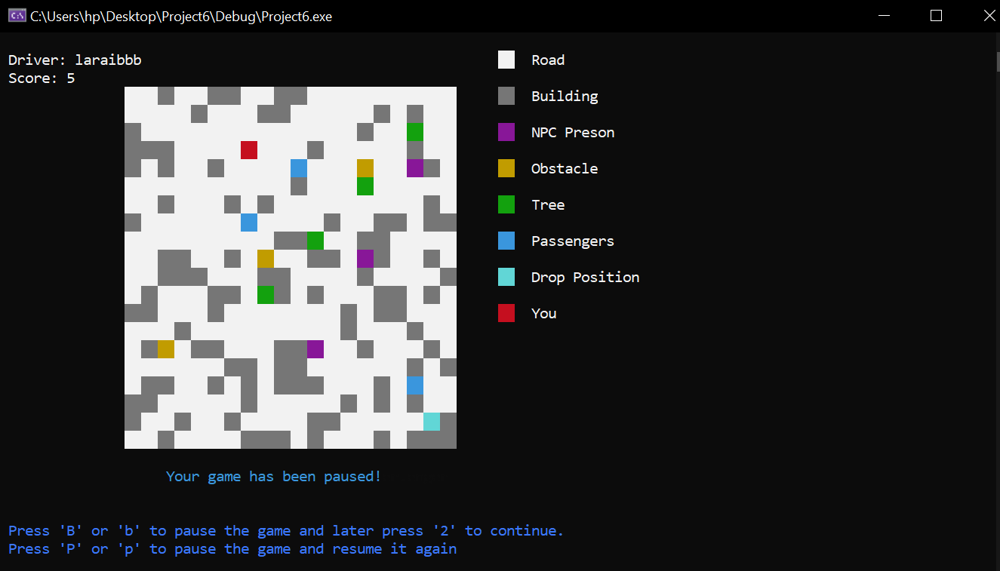 C:\Users\hp\Desktop\Project6\Debug\Project6.exe
Driver: laraibbb
Score: 5
Road
Building
NPC Preson
Obstacle
Tree
Passengers
Drop Position
You
Your game has been paused!
Press 'B' or 'b' to pause the game and later press '2' to continue.
Press 'P' or 'p' to pause the game and resume it again